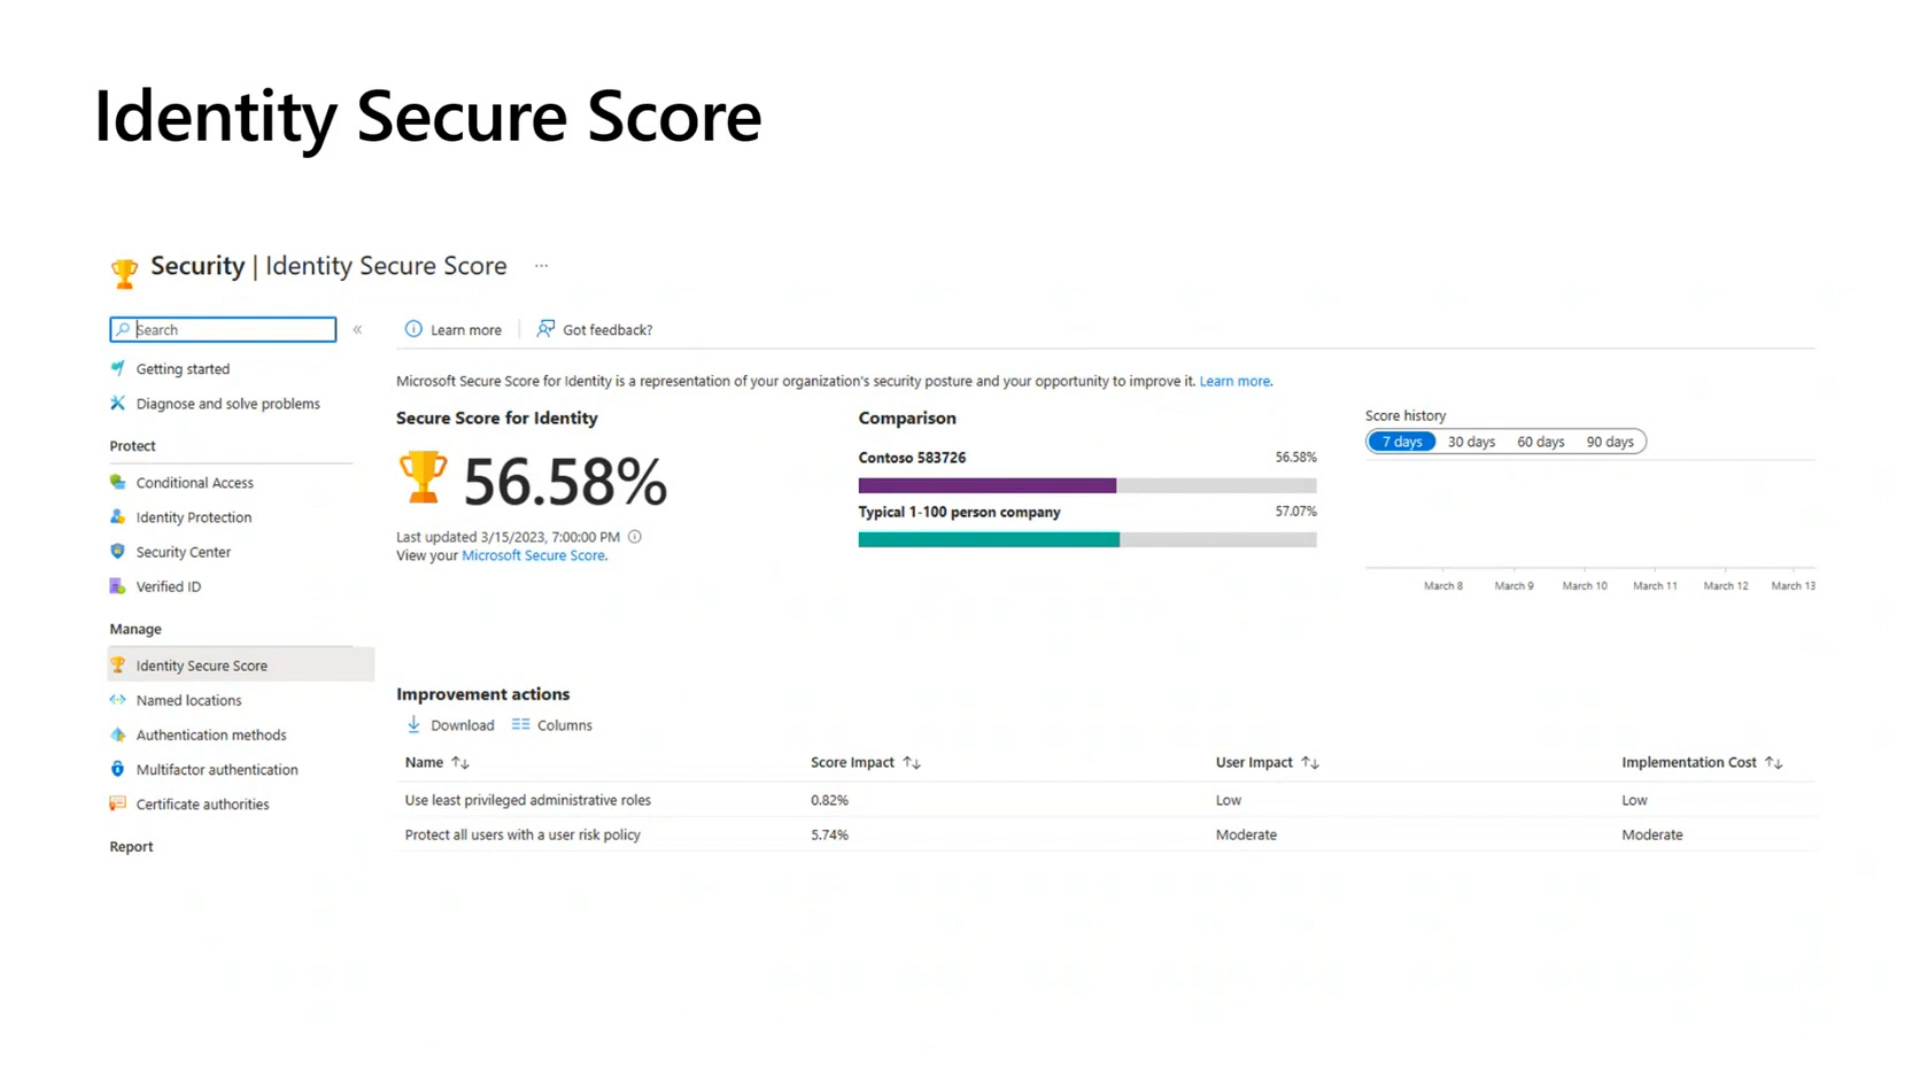 Identity Secure Score
Security | Identity Secure Score ...
Search «
Getting started
Diagnose and solve problems
Protect
Conditional Access
Identity Protection
Security Center
Verified ID
Manage
Identity Secure Score
Named locations
Authentication methods
Multifactor authentication
Certificate authorities
Report
Learn more | Got feedback?
Microsoft Secure Score for Identity is a representation of your organization's security posture and your opportunity to improve it. Learn more.
Secure Score for Identity
56.58%
Last updated 3/15/2023, 7:00:00 PM
View your Microsoft Secure Score.
Comparison
Contoso 583726 56.58%
Typical 1-100 person company 57.07%
Score history
7 days 30 days 60 days 90 days
March 8 March 9 March 10 March 11 March 12 March 13
Improvement actions
Download Columns
Name ↑↓ Score Impact ↑↓ User Impact ↑↓ Implementation Cost ↑↓
Use least privileged administrative roles 0.82% Low Low
Protect all users with a user risk policy 5.74% Moderate Moderate